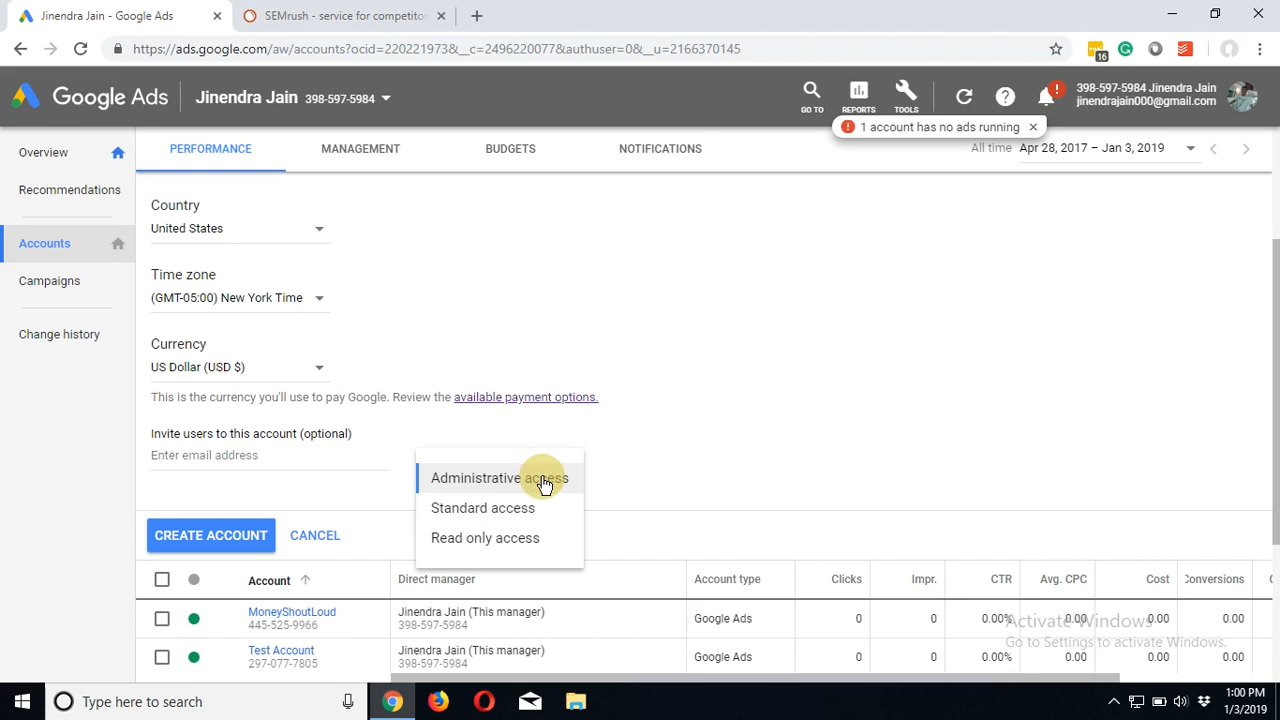 Jinendra Jain - Google Ads
SEMrush - service for competitor
https://ads.google.com/aw/accounts?ocid=220221973&__c=2496220077&authuser=0&__u=2166370145
16
Google Ads
Jinendra Jain 398-597-5984
GO TO
REPORTS
TOOLS
398-597-5984 Jinendra Jain
jinendrajain000@gmail.com
1 account has no ads running
Overview
Recommendations
Accounts
Campaigns
Change history
PERFORMANCE
MANAGEMENT
BUDGETS
NOTIFICATIONS
All time Apr 28, 2017 – Jan 3, 2019
Country
United States
Time zone
(GMT-05:00) New York Time
Currency
US Dollar (USD $)
This is the currency you'll use to pay Google. Review the available payment options.
Invite users to this account (optional)
Enter email address
Administrative access
Standard access
Read only access
CREATE ACCOUNT
CANCEL
Account Direct manager Account type Clicks Impr. CTR Avg. CPC Cost Conversions
MoneyShoutLoud Jinendra Jain (This manager) Google Ads 0 0 0.00% 0.00 0.00 0.00
445-525-9966 398-597-5984
Test Account Jinendra Jain (This manager) Google Ads 0 0 0.00% 0.00 0.00 0.00
297-077-7805 398-597-5984
Activate Windows
Go to Settings to activate Windows.
Type here to search
1:00 PM
1/3/2019